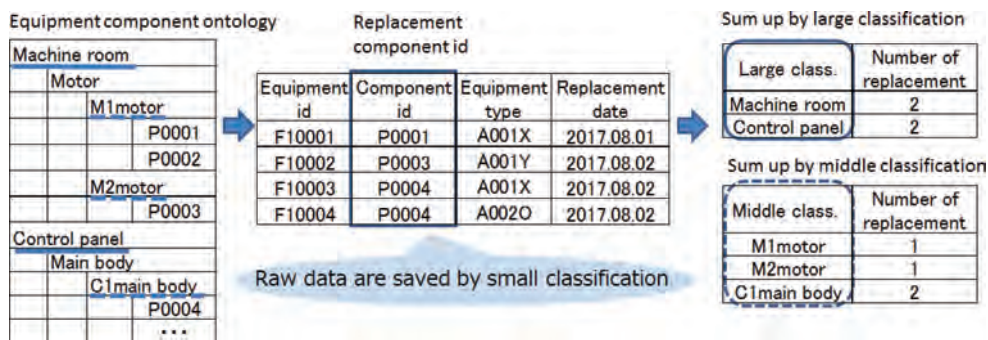 Equipment component ontology
Machine room
Motor
M1motor
P0001
P0002
M2motor
P0003
Control panel
Main body
C1main body
P0004
...
Replacement
component id
Equipment Component Equipment Replacement
id id type date
F10001 P0001 A001X 2017.08.01
F10002 P0003 A001Y 2017.08.02
F10003 P0004 A001X 2017.08.02
F10004 P0004 A002O 2017.08.02
Raw data are saved by small classification
Sum up by large classification
Large class. Number of
replacement
Machine room 2
Control panel 2
Sum up by middle classification
Middle class. Number of
replacement
M1motor 1
M2motor 1
C1main body 2